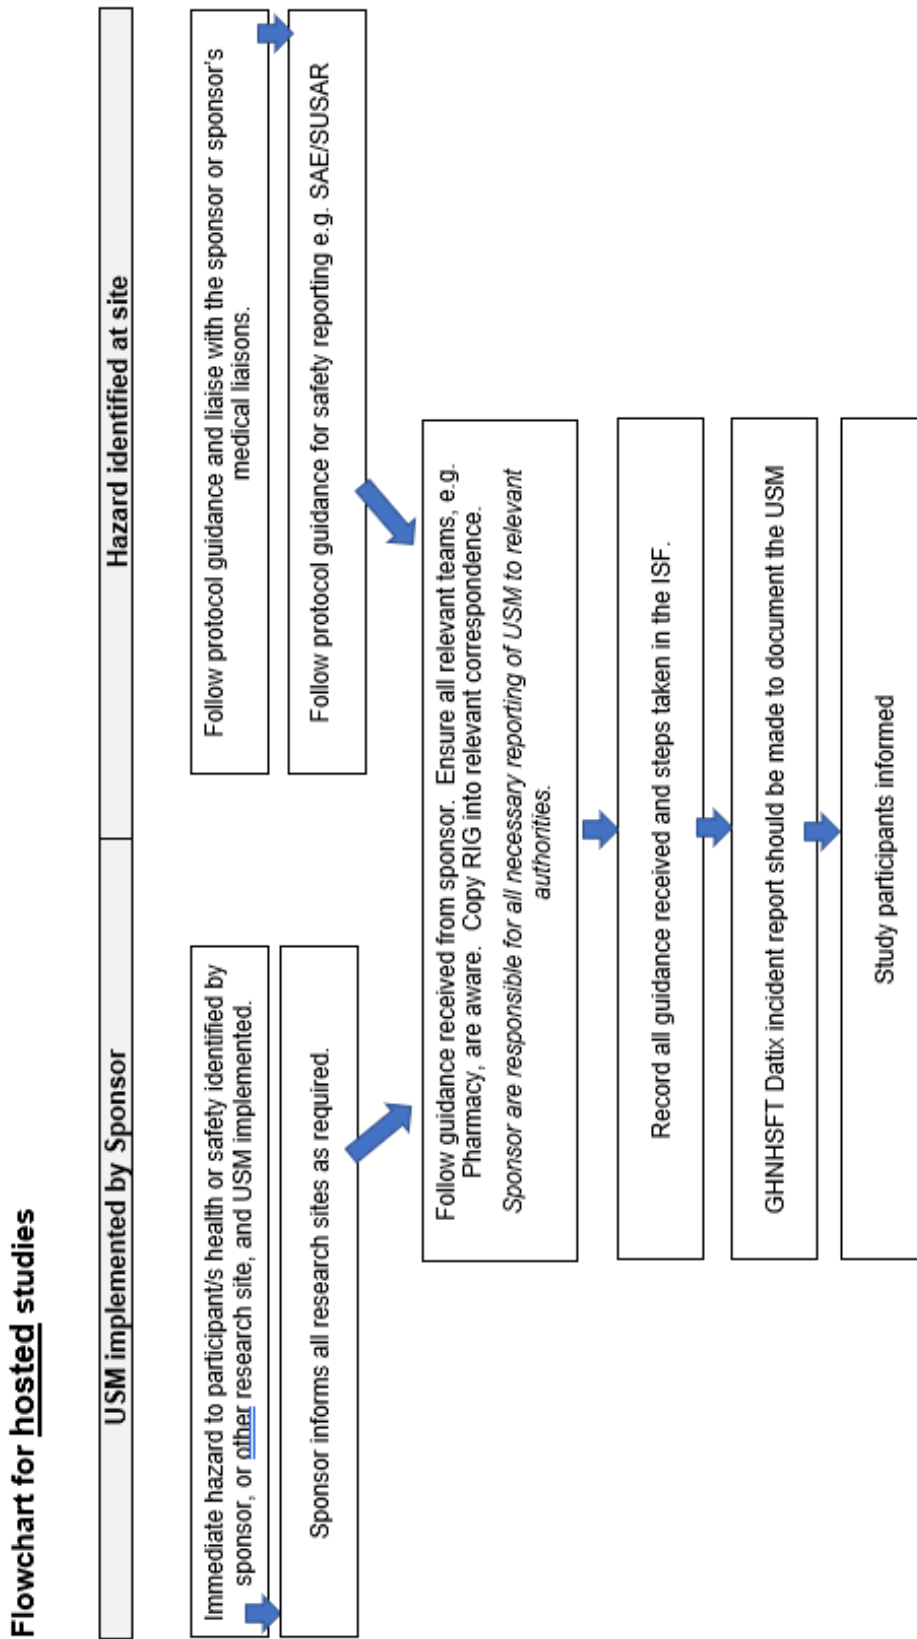 Flowchart for hosted studies
USM implemented by Sponsor
Hazard identified at site
Immediate hazard to participant/s health or safety identified by
sponsor, or other research site, and USM implemented.
Sponsor informs all research sites as required.
Follow protocol guidance and liaise with the sponsor or sponsor's
medical liaisons.
Follow protocol guidance for safety reporting e.g. SAE/SUSAR
Follow guidance received from sponsor. Ensure all relevant teams, e.g.
Pharmacy, are aware. Copy RIG into relevant correspondence.
Sponsor are responsible for all necessary reporting of USM to relevant
authorities.
Record all guidance received and steps taken in the ISF.
GHNHSFT Datix incident report should be made to document the USM
Study participants informed